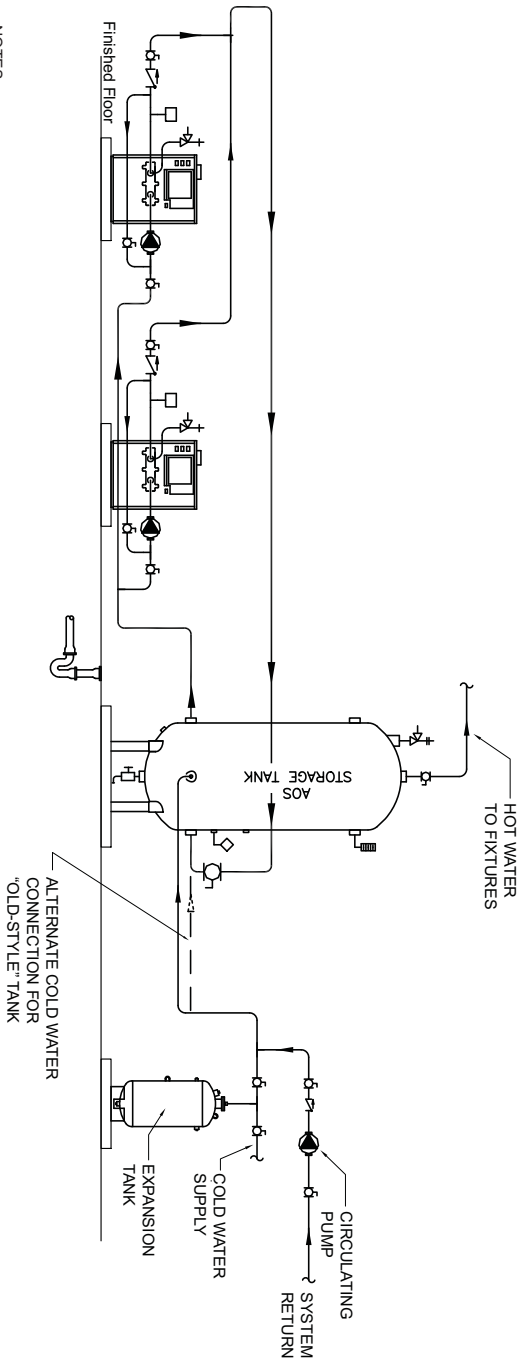 HOT WATER
TO FIXTURES
AOS
STORAGE TANK
CIRCULATING
PUMP
SYSTEM
RETURN
COLD WATER
SUPPLY
EXPANSION
TANK
ALTERNATE COLD WATER
CONNECTION FOR
"OLD-STYLE" TANK
Finished Floor